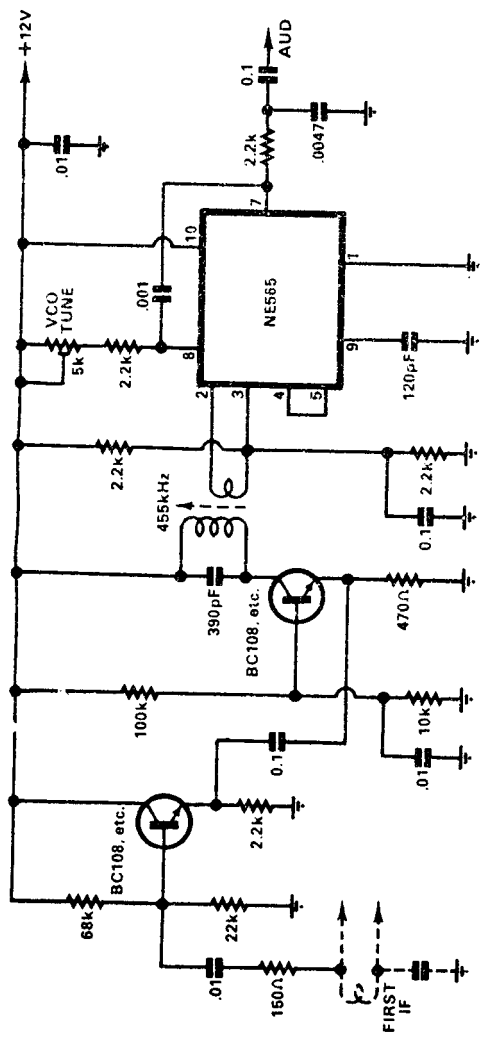 +12V
.01
0.1
AUD
2.2k
.0047
VCO
TUNE
5k
2.2k
.001
10
7
8
NE565
2
3
4
5
9
1
120pF
2.2k
455kHz
2.2k
0.1
390pF
BC108, etc.
470Ω
100k
10k
.01
0.1
BC108, etc.
2.2k
68k
22k
.01
150Ω
FIRST
IF